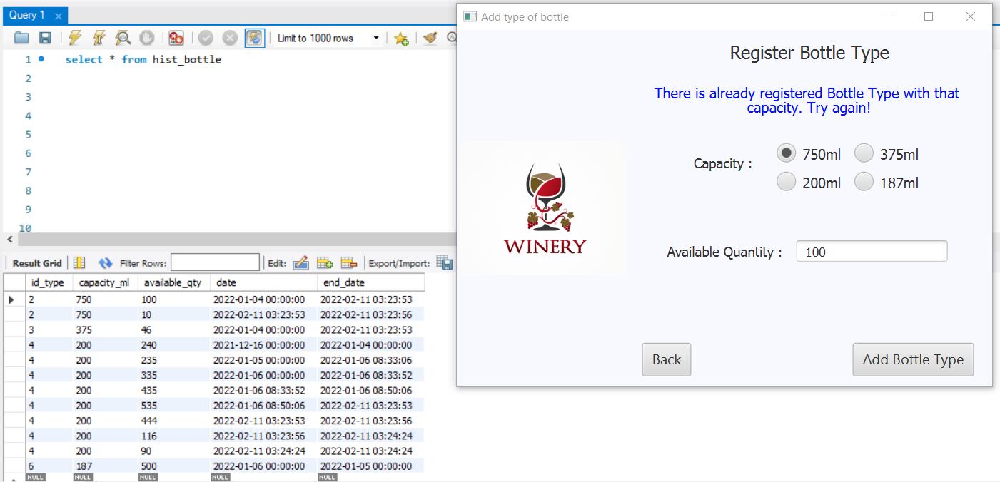 Query 1
Limit to 1000 rows
1 select * from hist_bottle
2
3
4
5
6
7
8
9
10
Result Grid Filter Rows: Edit: Export/Import:
id_type capacity_ml available_qty date end_date
2 750 100 2022-01-04 00:00:00 2022-02-11 03:23:53
2 750 10 2022-02-11 03:23:53 2022-02-11 03:23:56
3 375 46 2022-01-04 00:00:00 2022-02-11 03:23:53
4 200 240 2021-12-16 00:00:00 2022-01-04 00:00:00
4 200 235 2022-01-05 00:00:00 2022-01-06 08:33:06
4 200 335 2022-01-06 00:00:00 2022-01-06 08:33:52
4 200 435 2022-01-06 08:33:52 2022-01-06 08:50:06
4 200 535 2022-01-06 08:50:06 2022-02-11 03:23:53
4 200 444 2022-02-11 03:23:53 2022-02-11 03:23:56
4 200 116 2022-02-11 03:23:56 2022-02-11 03:24:24
4 200 90 2022-02-11 03:24:24 2022-02-11 03:24:24
6 187 500 2022-01-06 00:00:00 2022-01-05 00:00:00
NULL NULL NULL NULL NULL
Add type of bottle
Register Bottle Type
There is already registered Bottle Type with that
capacity. Try again!
WINERY
Capacity : 750ml 375ml
200ml 187ml
Available Quantity : 100
Back Add Bottle Type